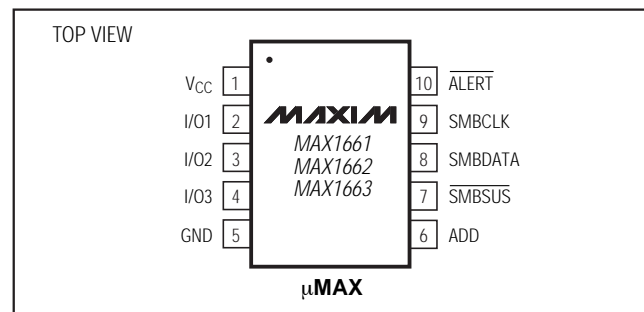 TOP VIEW
VCC 1
I/O1 2
I/O2 3
I/O3 4
GND 5
MAXIM
MAX1661
MAX1662
MAX1663
10 ALERT
9 SMBCLK
8 SMBDATA
7 SMBSUS
6 ADD
μMAX